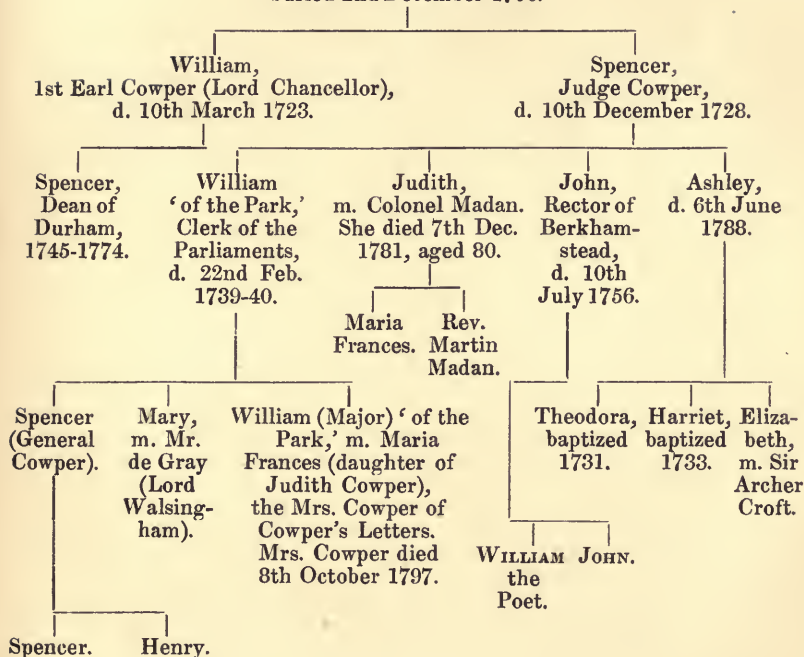 William,
1st Earl Cowper (Lord Chancellor),
d. 10th March 1723.
Spencer,
Judge Cowper,
d. 10th December 1728.
Spencer,
Dean of
Durham,
1745-1774.
William
‘of the Park,’
Clerk of the
Parliaments,
d. 22nd Feb.
1739-40.
Judith,
m. Colonel Madan.
She died 7th Dec.
1781, aged 80.
John,
Rector of
Berkham-
stead,
d. 10th
July 1756.
Ashley,
d. 6th June
1788.
Maria
Frances.
Rev.
Martin
Madan.
Spencer
(General
Cowper).
Mary,
m. Mr.
de Gray
(Lord
Walsing-
ham).
William (Major) ‘of the
Park,’ m. Maria
Frances (daughter of
Judith Cowper),
the Mrs. Cowper of
Cowper's Letters.
Mrs. Cowper died
8th October 1797.
Theodora,
baptized
1731.
Harriet,
baptized
1733.
Eliza-
beth,
m. Sir
Archer
Croft.
WILLIAM
the
Poet.
JOHN.
Spencer.
Henry.